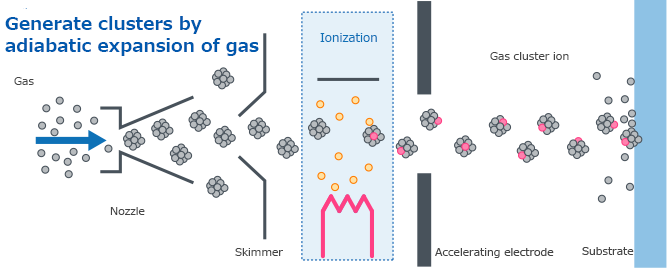 Generate clusters by
adiabatic expansion of gas
Ionization
Gas cluster ion
Gas
Nozzle
Skimmer
Accelerating electrode
Substrate